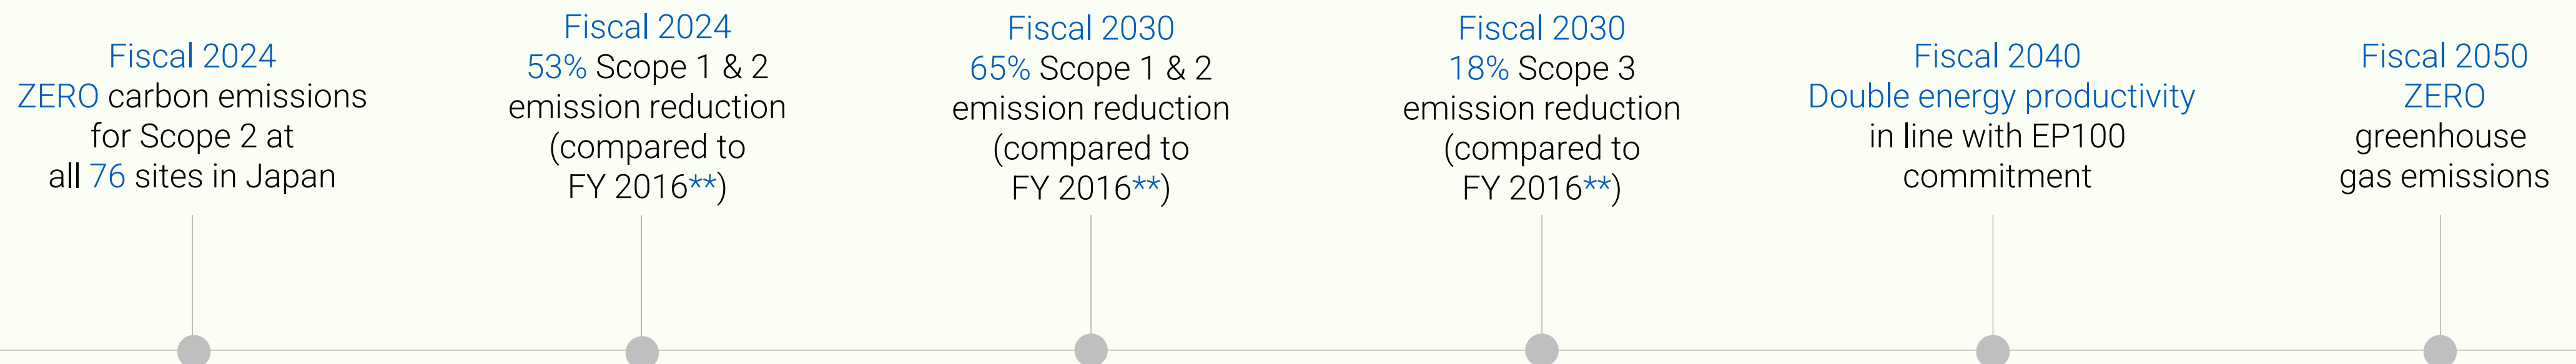 Fiscal 2024
ZERO carbon emissions
for Scope 2 at
all 76 sites in Japan
Fiscal 2024
53% Scope 1 & 2
emission reduction
(compared to
FY 2016**)
Fiscal 2030
65% Scope 1 & 2
emission reduction
(compared to
FY 2016**)
Fiscal 2030
18% Scope 3
emission reduction
(compared to
FY 2016**)
Fiscal 2040
Double energy productivity
in line with EP100
commitment
Fiscal 2050
ZERO
greenhouse
gas emissions